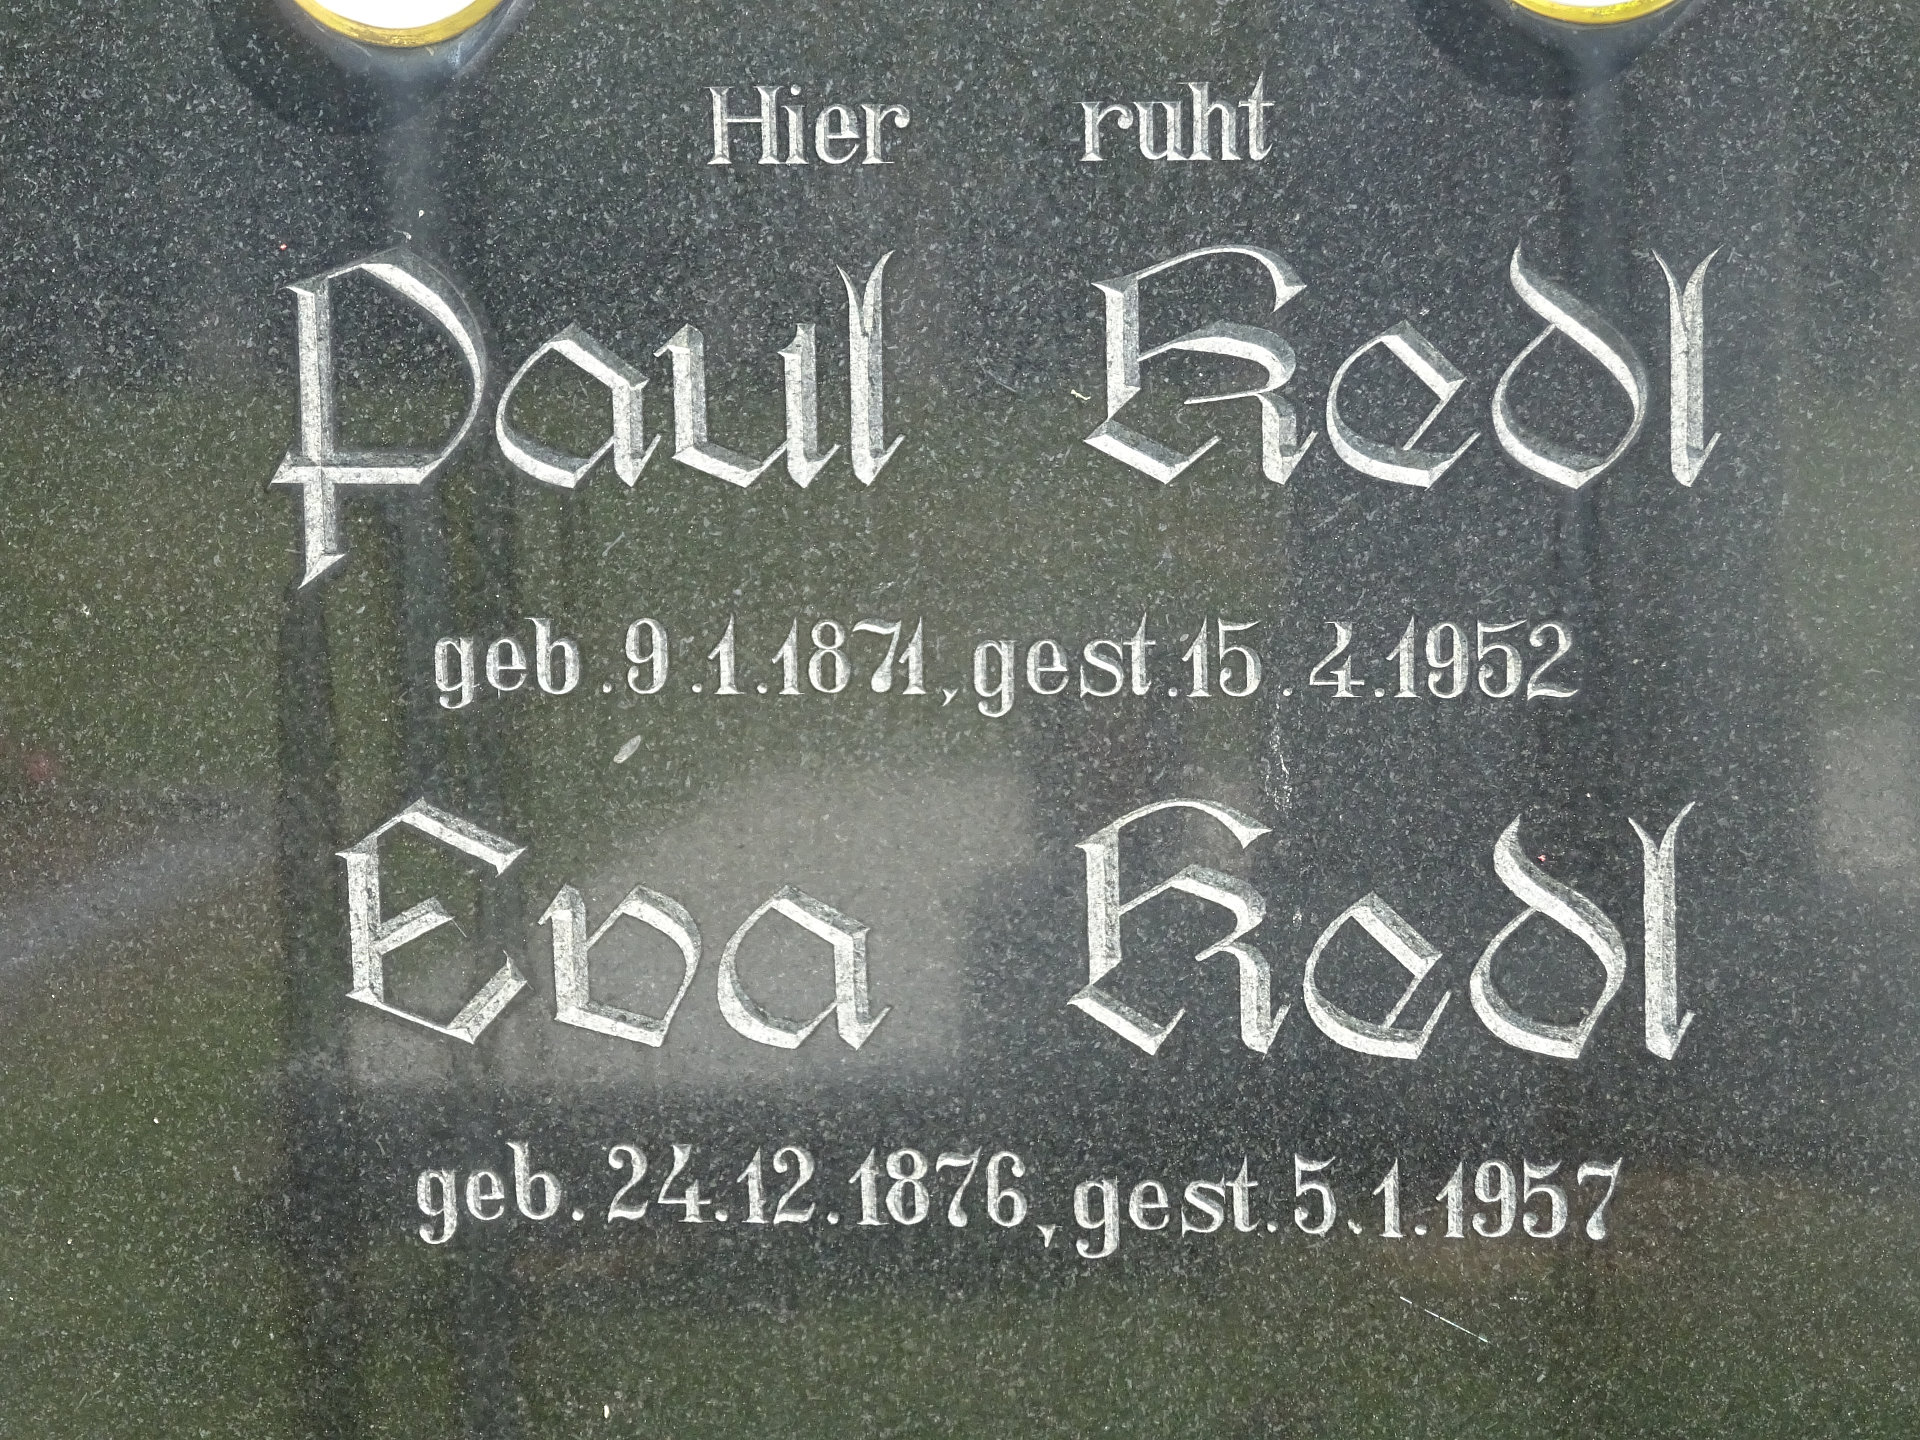 Hier ruht
Paul Kedl
geb. 9.1.1871, gest. 15.4.1952
Eva Kedl
geb. 24.12.1876, gest. 5.1.1957